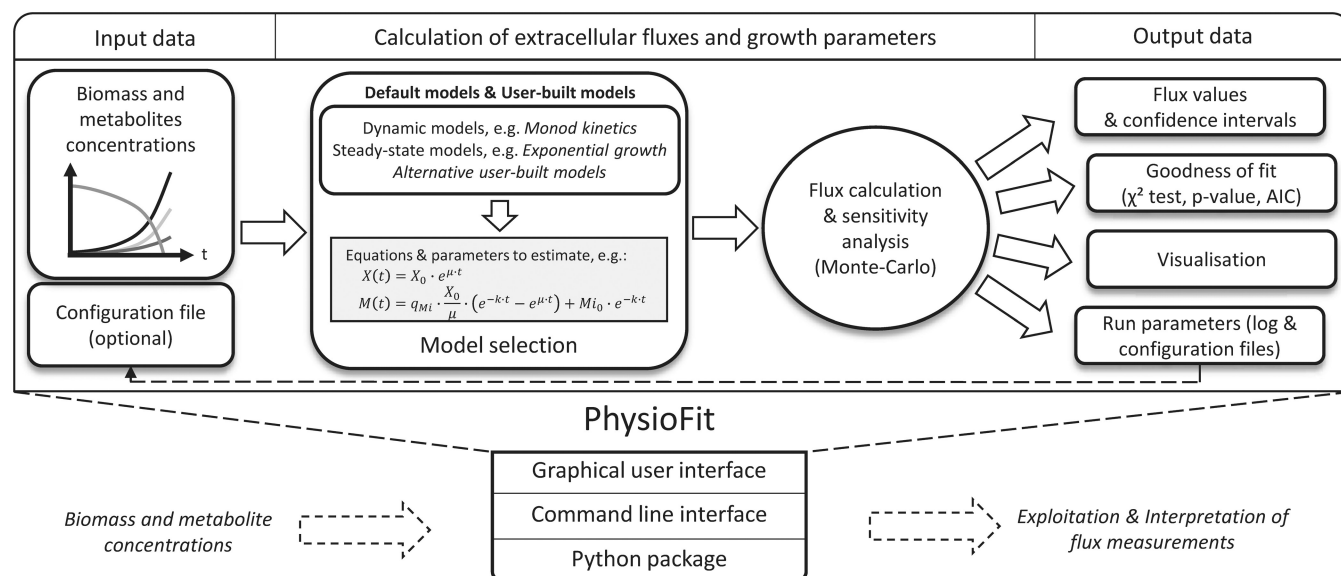 Input data
Calculation of extracellular fluxes and growth parameters
Output data
Biomass and
metabolites
concentrations
t
Configuration file
(optional)
Default models & User-built models
Dynamic models, e.g. Monod kinetics
Steady-state models, e.g. Exponential growth
Alternative user-built models
Equations & parameters to estimate, e.g.:
X(t) = X₀ · e^{μ·t}
M(t) = q_{Mi} · X₀/μ · (e^{−k·t} − e^{μ·t}) + Mi₀ · e^{−k·t}
Model selection
Flux calculation
& sensitivity
analysis
(Monte-Carlo)
Flux values
& confidence intervals
Goodness of fit
(χ² test, p-value, AIC)
Visualisation
Run parameters (log &
configuration files)
PhysioFit
Graphical user interface
Command line interface
Python package
Biomass and metabolite
concentrations
Exploitation & Interpretation of
flux measurements